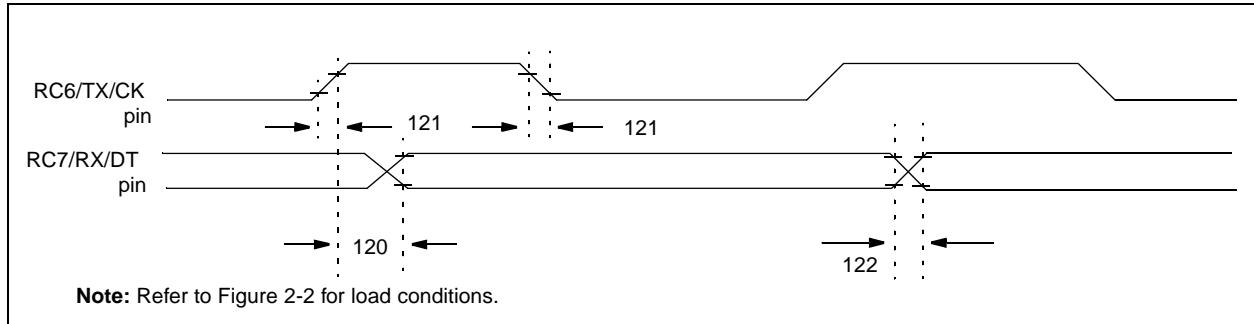 RC6/TX/CK
pin
121
121
RC7/RX/DT
pin
120
122
Note: Refer to Figure 2-2 for load conditions.